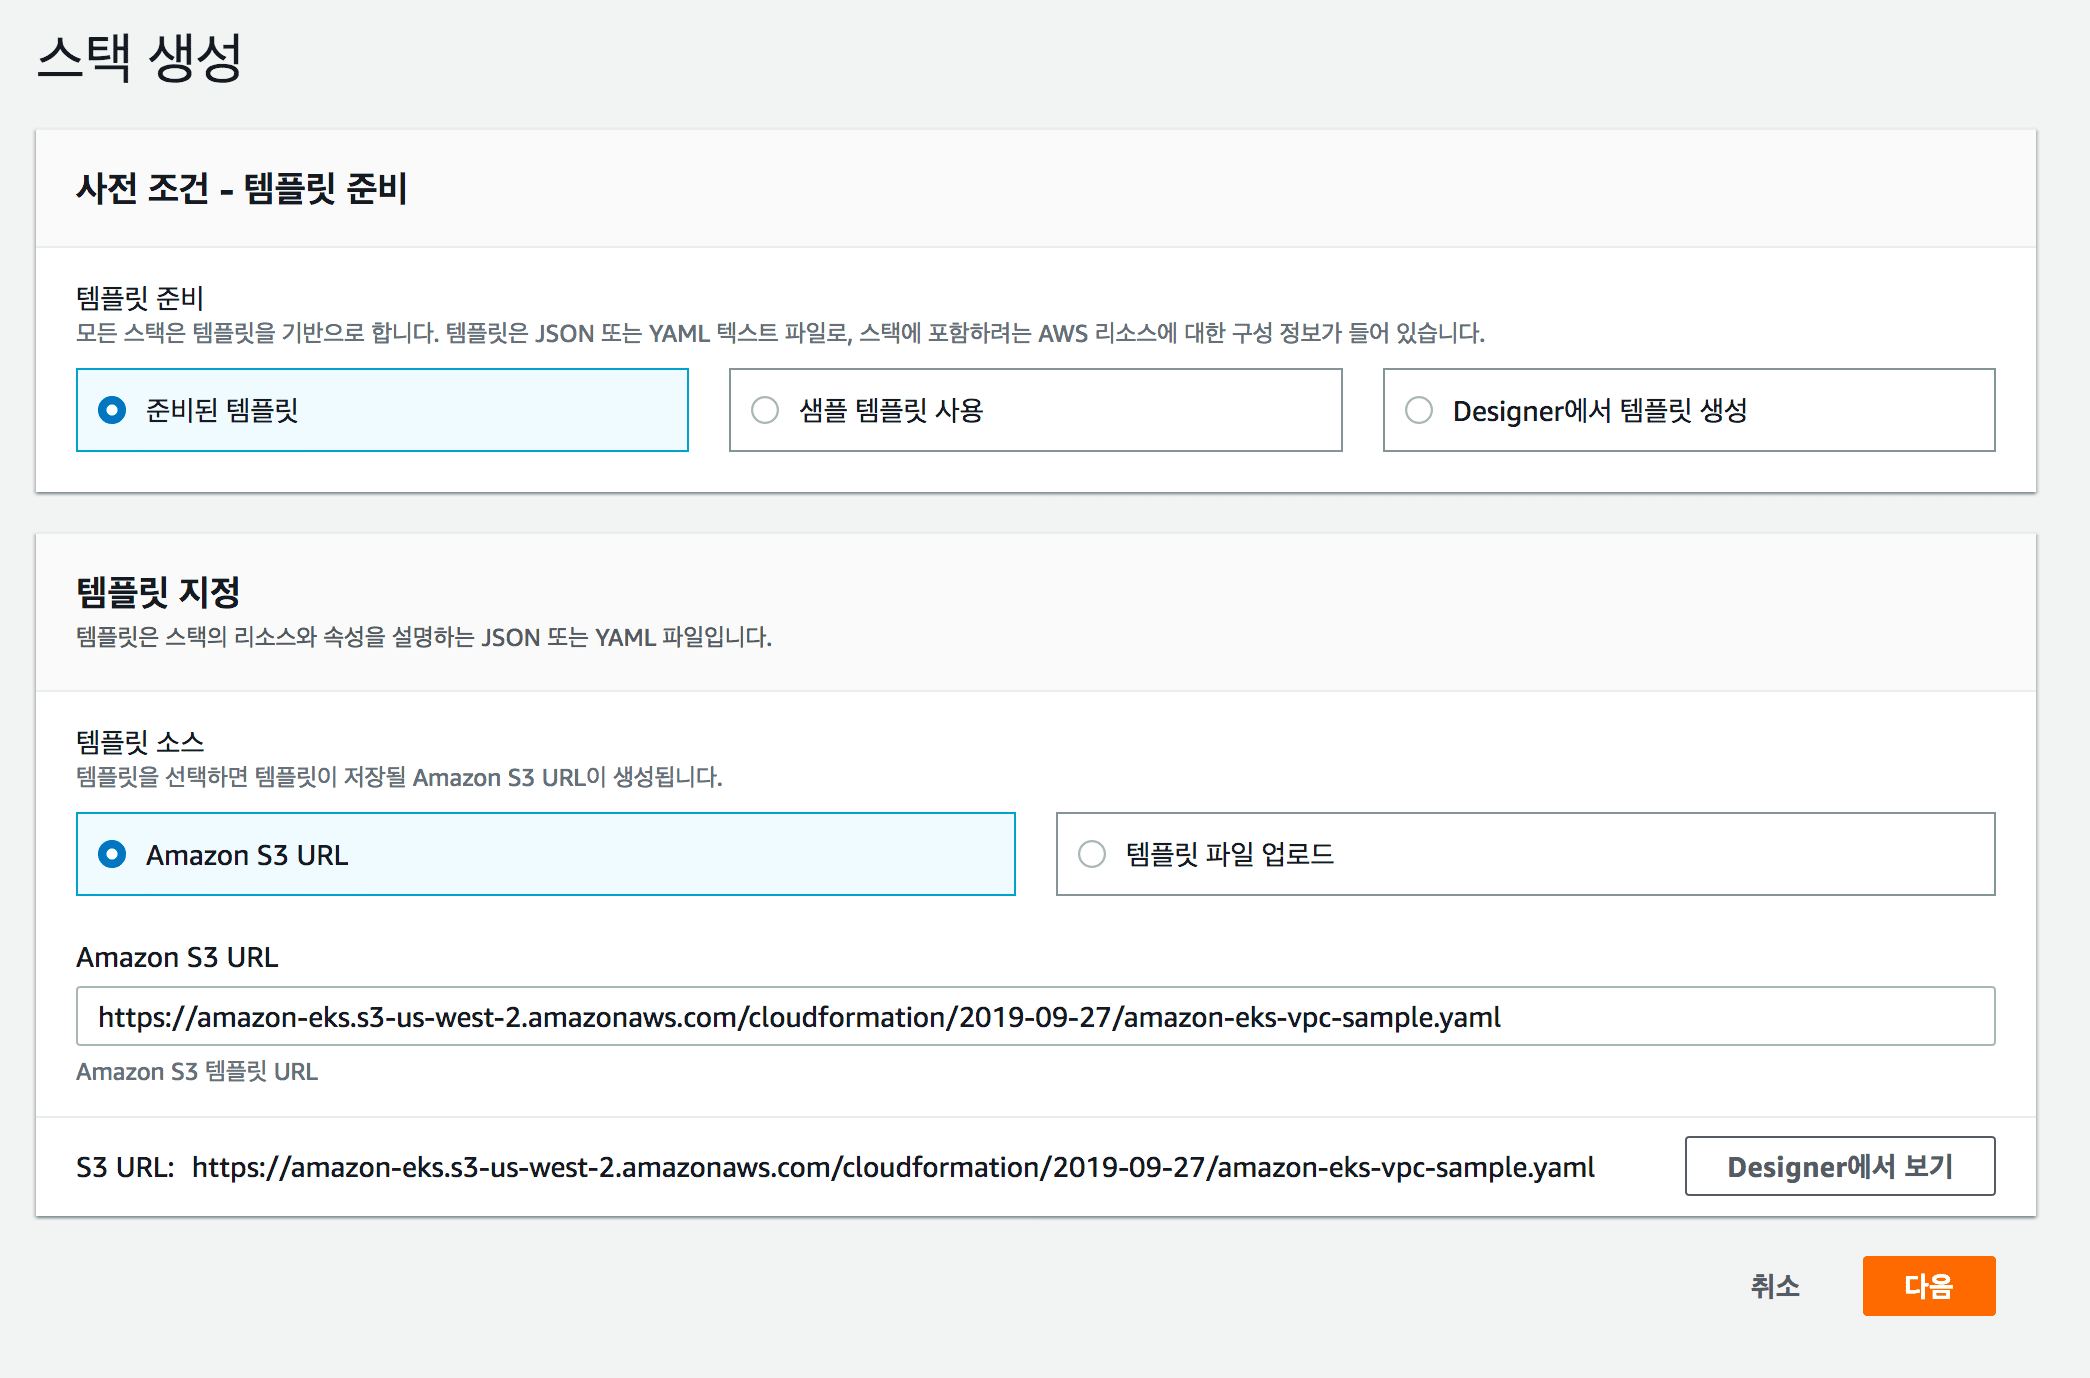 스택 생성
사전 조건 - 템플릿 준비
템플릿 준비
모든 스택은 템플릿을 기반으로 합니다. 템플릿은 JSON 또는 YAML 텍스트 파일로, 스택에 포함하려는 AWS 리소스에 대한 구성 정보가 들어 있습니다.
준비된 템플릿
샘플 템플릿 사용
Designer에서 템플릿 생성
템플릿 지정
템플릿은 스택의 리소스와 속성을 설명하는 JSON 또는 YAML 파일입니다.
템플릿 소스
템플릿을 선택하면 템플릿이 저장될 Amazon S3 URL이 생성됩니다.
Amazon S3 URL
템플릿 파일 업로드
Amazon S3 URL
https://amazon-eks.s3-us-west-2.amazonaws.com/cloudformation/2019-09-27/amazon-eks-vpc-sample.yaml
Amazon S3 템플릿 URL
S3 URL: https://amazon-eks.s3-us-west-2.amazonaws.com/cloudformation/2019-09-27/amazon-eks-vpc-sample.yaml
Designer에서 보기
취소
다음